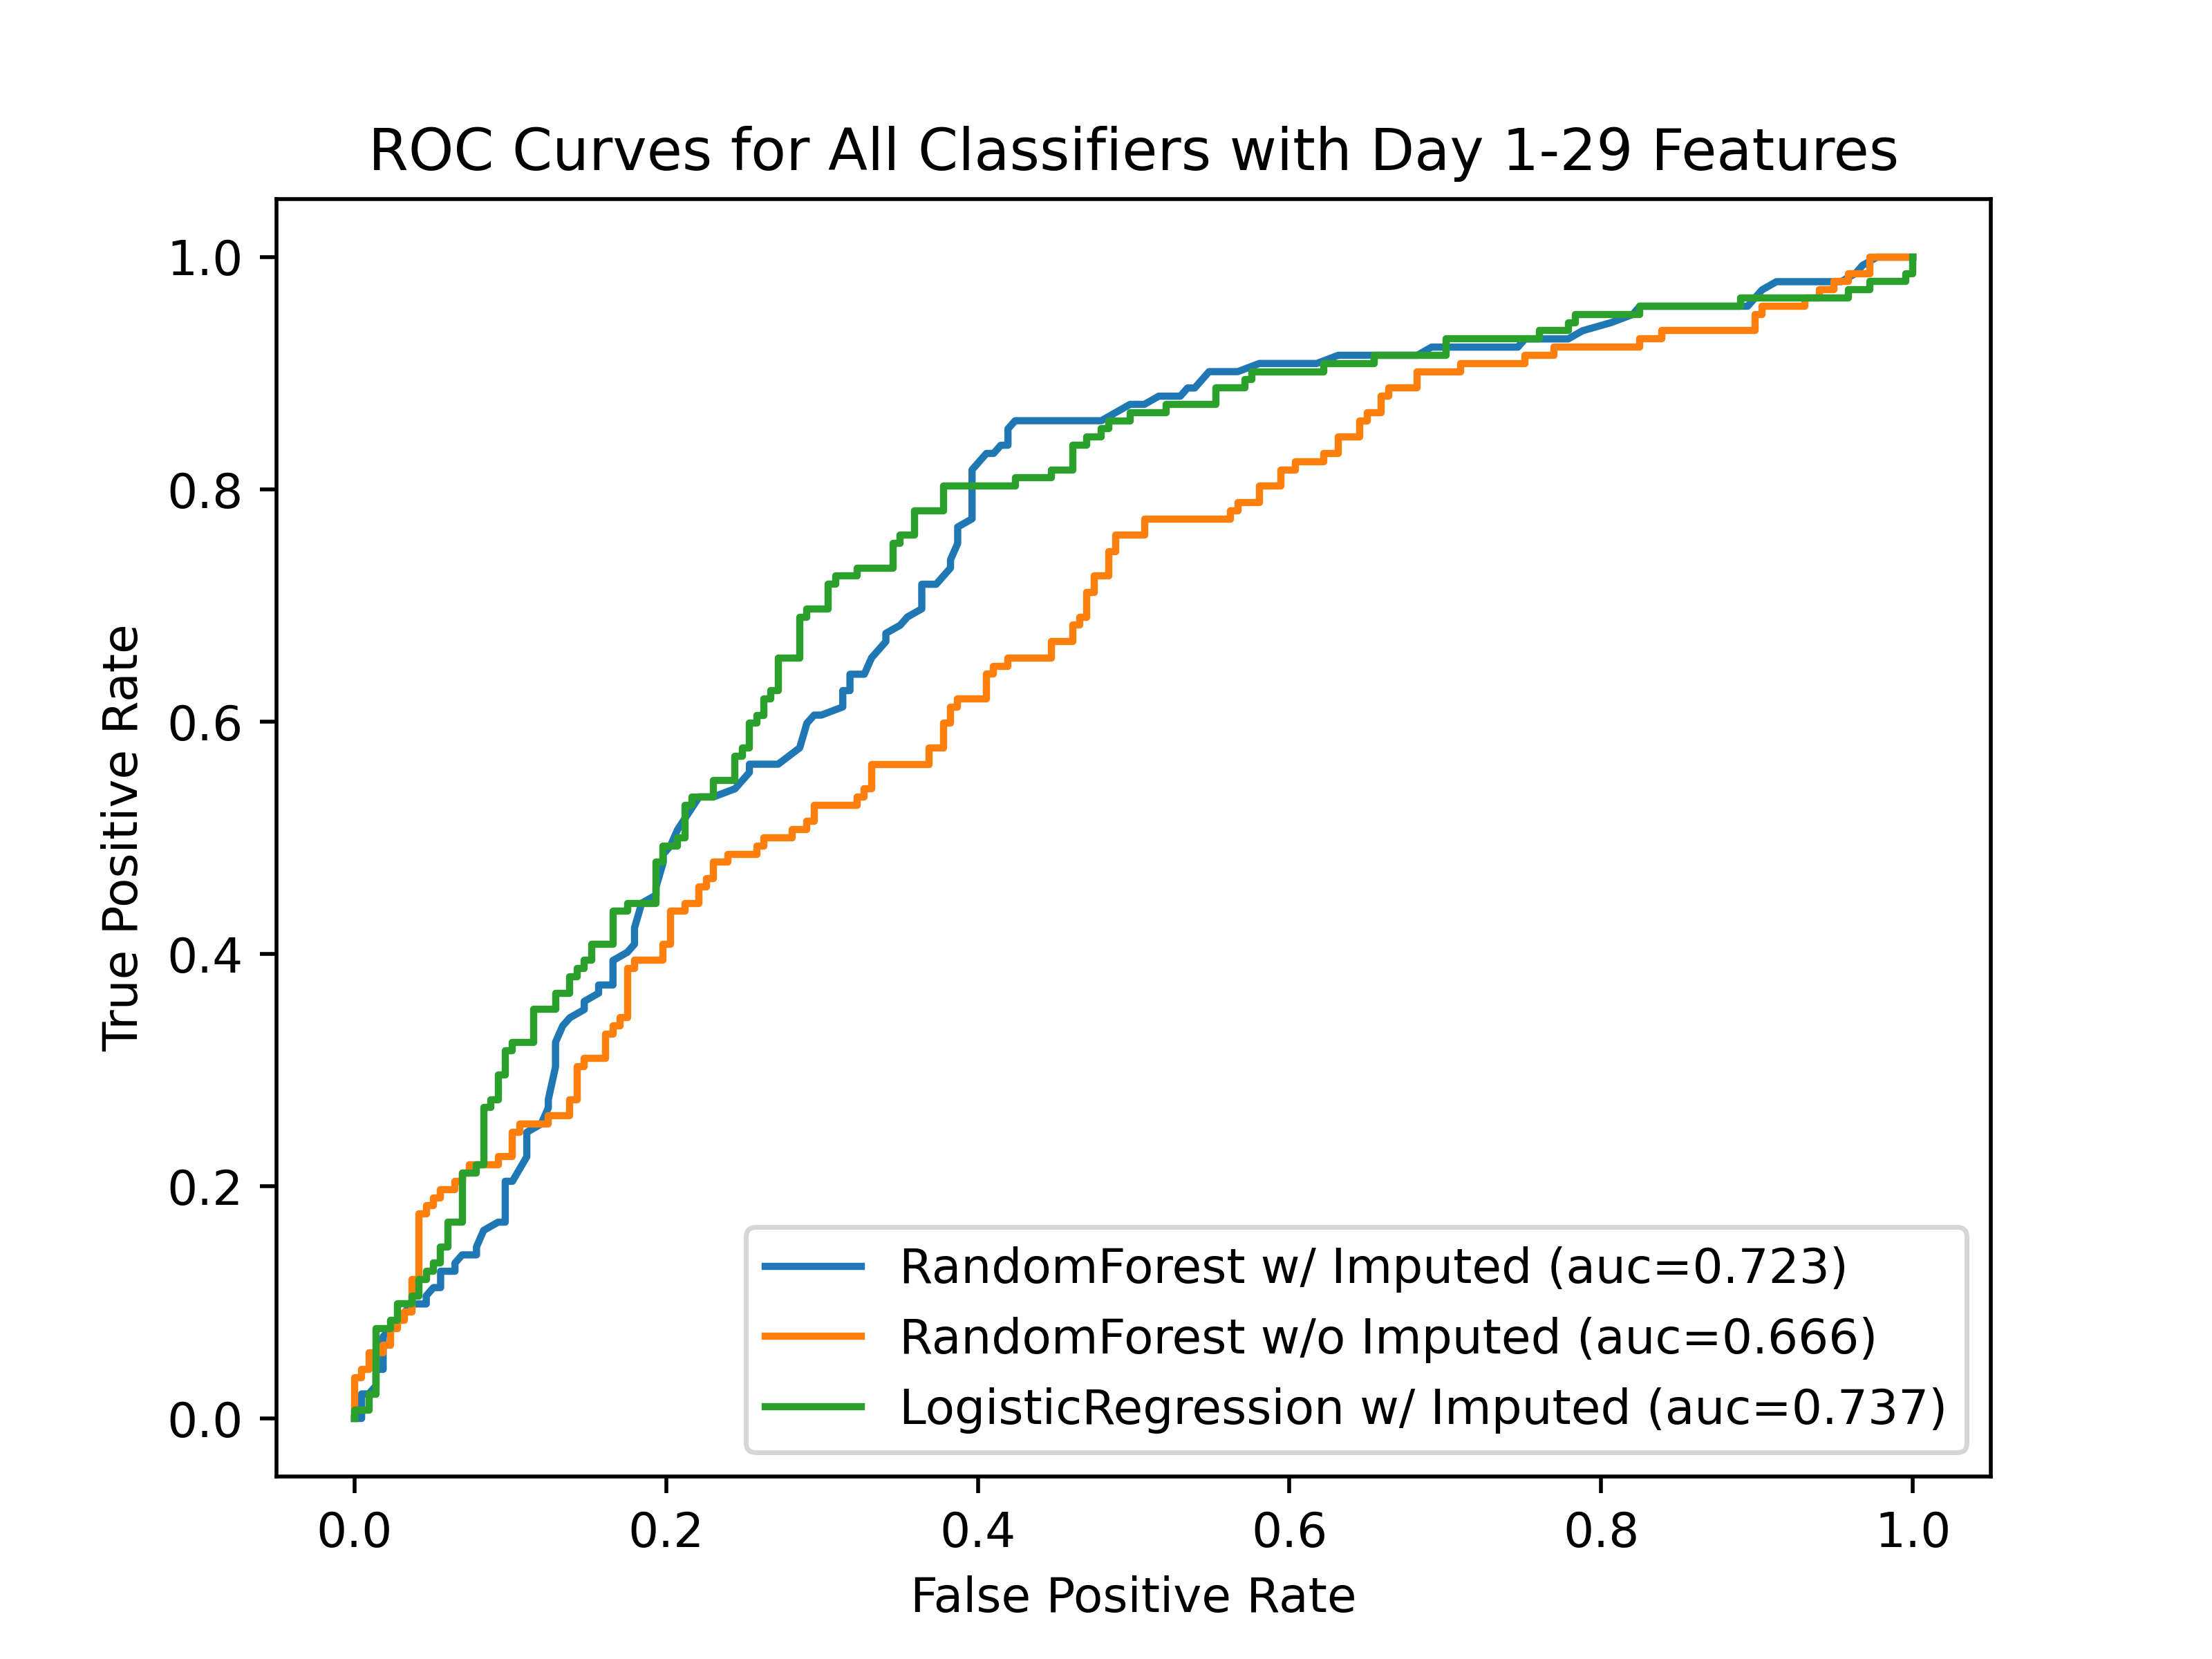 ROC Curves for All Classifiers with Day 1-29 Features
1.0
0.8
0.6
0.4
0.2
0.0
True Positive Rate
RandomForest w/ Imputed (auc=0.723)
RandomForest w/o Imputed (auc=0.666)
LogisticRegression w/ Imputed (auc=0.737)
0.0 0.2 0.4 0.6 0.8 1.0
False Positive Rate